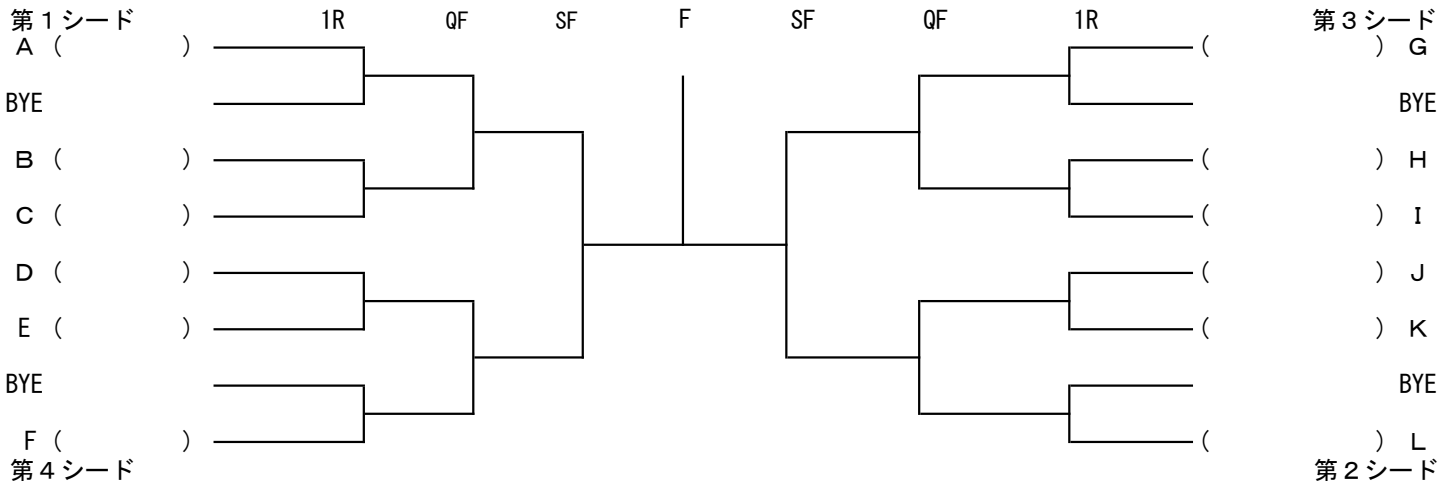 第１シード 1R QF SF F SF QF 1R 第３シード
A ( ) ( ) G
BYE BYE
B ( ) ( ) H
C ( ) ( ) I
D ( ) ( ) J
E ( ) ( ) K
BYE BYE
F ( ) ( ) L
第４シード 第２シード